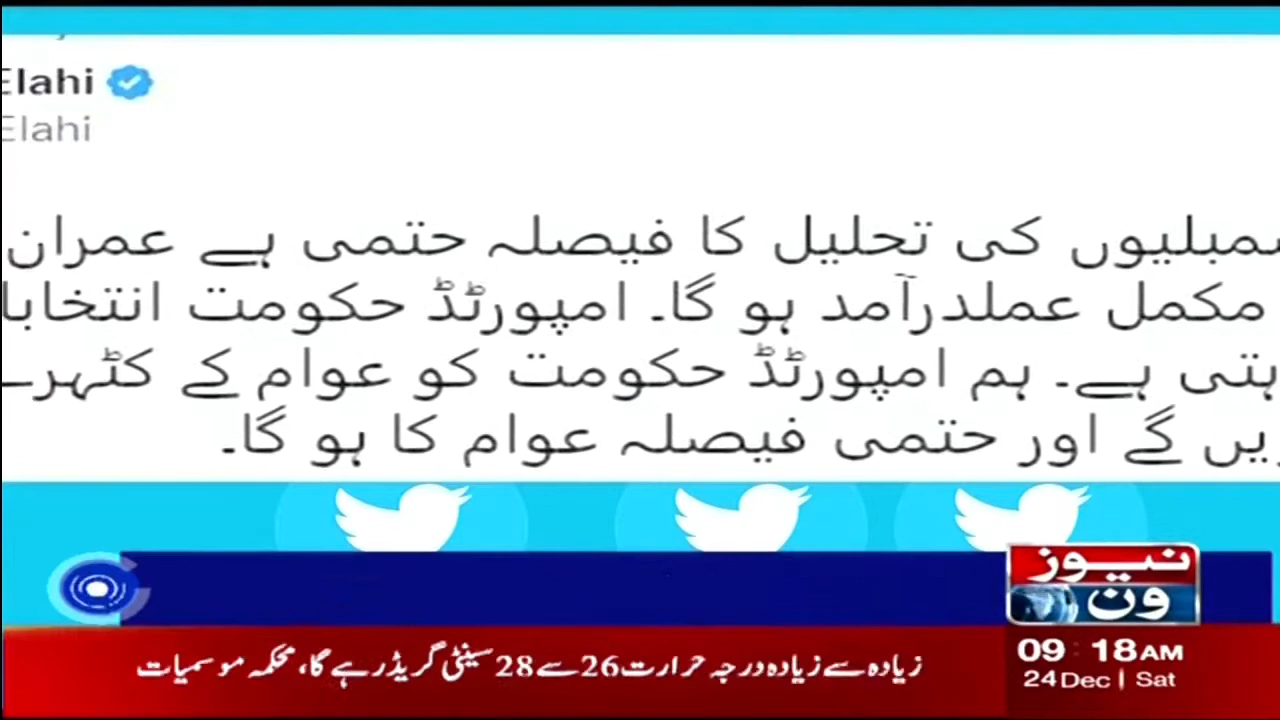 Elahi
Elahi
سمبلیوں کی تحلیل کا فیصلہ حتمی ہے عمران
مکمل عملدرآمد ہو گا۔ امپورٹڈ حکومت انتخابا
ہتی ہے۔ ہم امپورٹڈ حکومت کو عوام کے کٹہرے
ریں گے اور حتمی فیصلہ عوام کا ہو گا۔
نیوز
ون
زیادہ سے زیادہ درجہ حرارت 26 سے 28 سینٹی گریڈ رہے گا، محکمہ موسمیات
09:18AM
24Dec | Sat